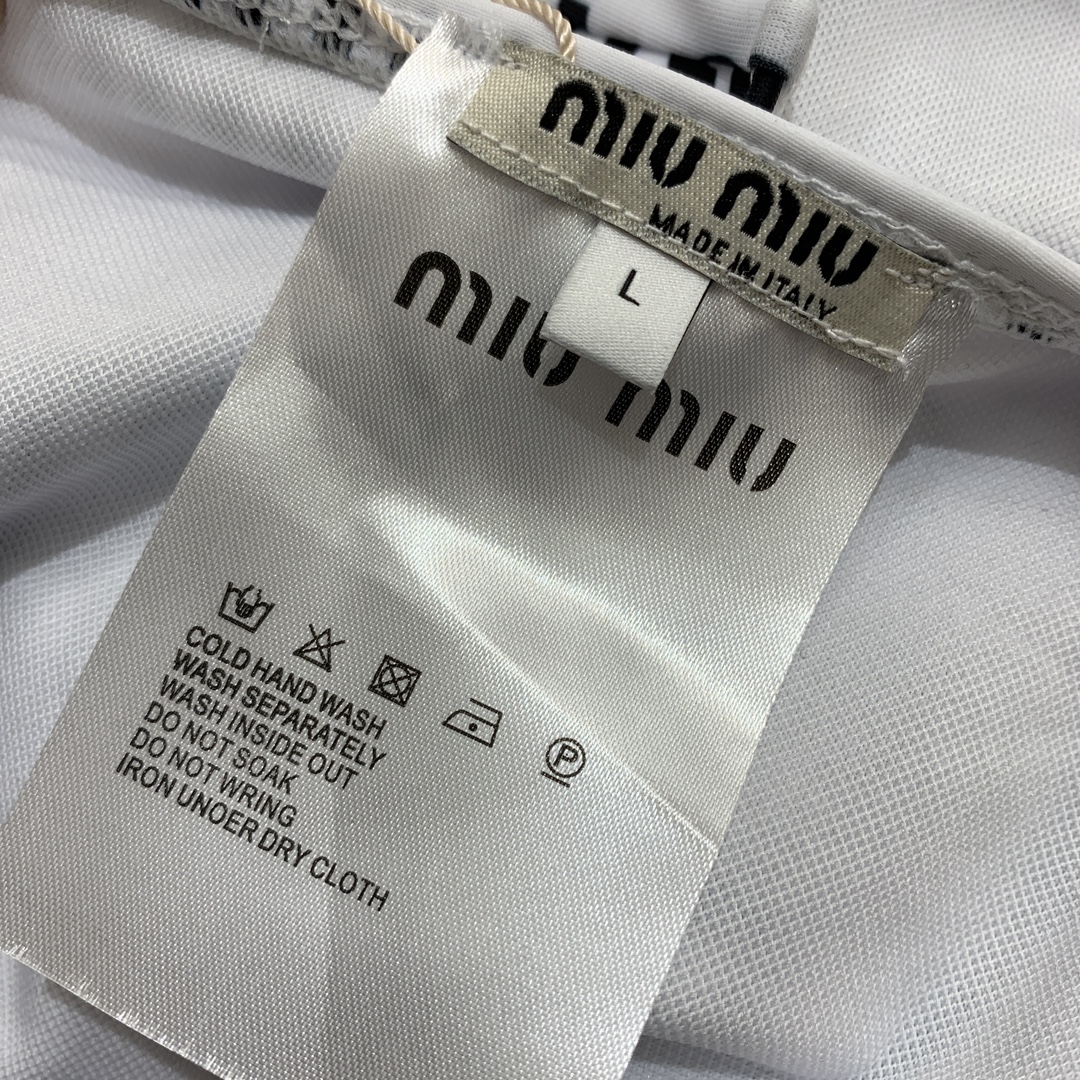 MIU MIU
MADE IN ITALY
L
MIU MIU
COLD HAND WASH
WASH SEPARATELY
WASH INSIDE OUT
DO NOT SOAK
DO NOT WRING
IRON UNOER DRY CLOTH
P